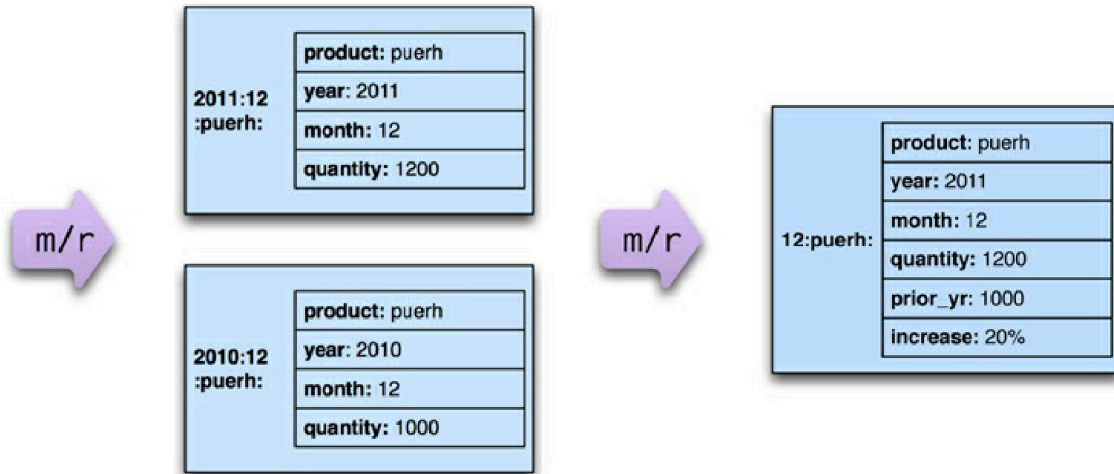 m/r
2011:12
:puerh:
product: puerh
year: 2011
month: 12
quantity: 1200
2010:12
:puerh:
product: puerh
year: 2010
month: 12
quantity: 1000
m/r
12:puerh:
product: puerh
year: 2011
month: 12
quantity: 1200
prior_yr: 1000
increase: 20%